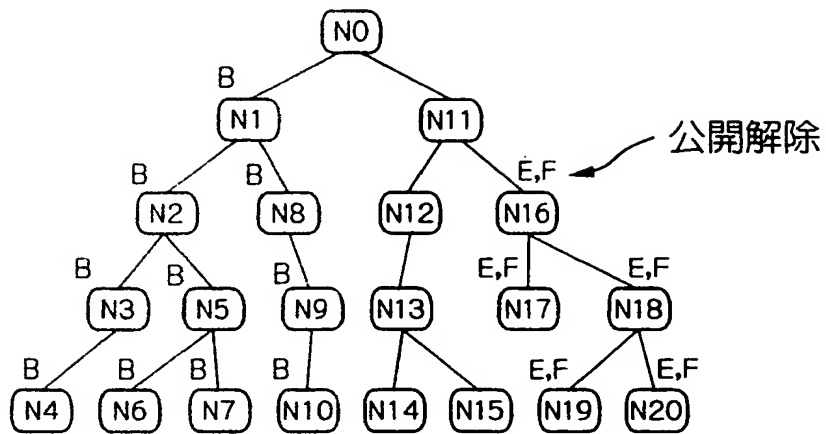 N0
B
N1
N11
公開解除
B
B
E,F
N2
N8
N12
N16
B
B
B
E,F
E,F
N3
N5
N9
N13
N17
N18
B
B
B
B
E,F
E,F
N4
N6
N7
N10
N14
N15
N19
N20